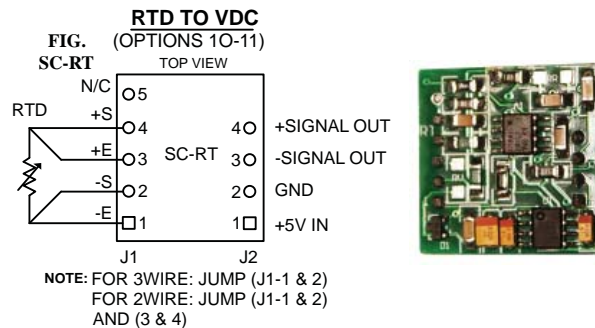 RTD TO VDC
(OPTIONS 1O-11)
FIG.
SC-RT
TOP VIEW
N/C
RTD
+S
+E
-S
-E
5
4
3
2
1
SC-RT
4
3
2
1
+SIGNAL OUT
-SIGNAL OUT
GND
+5V IN
J1
J2
NOTE: FOR 3WIRE: JUMP (J1-1 & 2)
FOR 2WIRE: JUMP (J1-1 & 2)
AND (3 & 4)